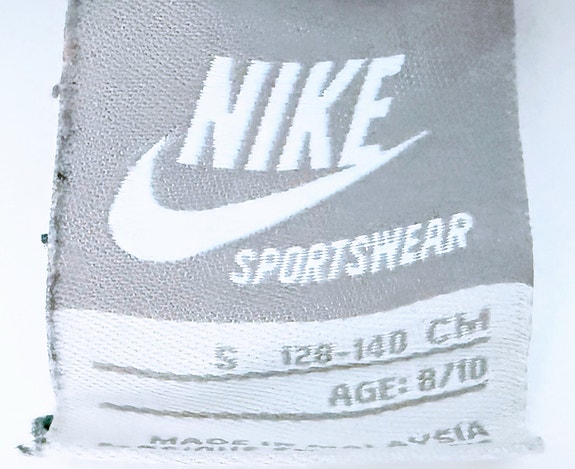 NIKE
SPORTSWEAR
S 128-140 CM
AGE: 8/10
MADE IN MALAYSIA